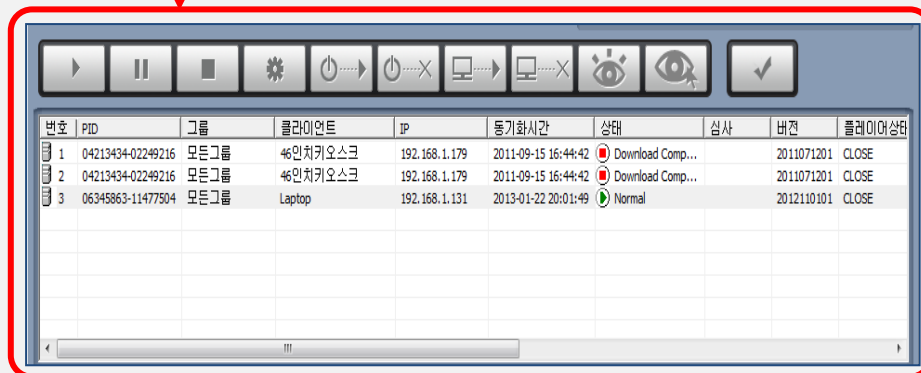 번호 PID 그룹 클라이언트 IP 동기화시간 상태 심사 버전 플레이어상태
1 04213434-02249216 모든그룹 46인치키오스크 192.168.1.179 2011-09-15 16:44:42 Download Comp... 2011071201 CLOSE
2 04213434-02249216 모든그룹 46인치키오스크 192.168.1.179 2011-09-15 16:44:42 Download Comp... 2011071201 CLOSE
3 06345863-11477504 모든그룹 Laptop 192.168.1.131 2013-01-22 20:01:49 Normal 2012110101 CLOSE